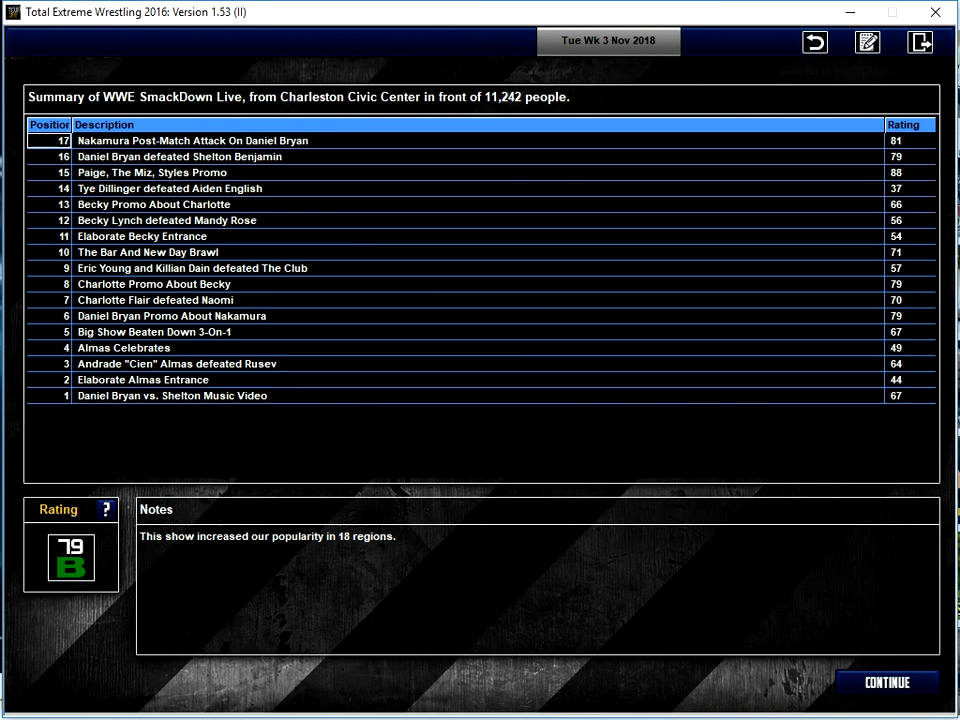 Total Extreme Wrestling 2016: Version 1.53 (II)
Tue Wk 3 Nov 2018
Summary of WWE SmackDown Live, from Charleston Civic Center in front of 11,242 people.
Position Description Rating
17 Nakamura Post-Match Attack On Daniel Bryan 81
16 Daniel Bryan defeated Shelton Benjamin 79
15 Paige, The Miz, Styles Promo 88
14 Tye Dillinger defeated Aiden English 37
13 Becky Promo About Charlotte 66
12 Becky Lynch defeated Mandy Rose 56
11 Elaborate Becky Entrance 54
10 The Bar And New Day Brawl 71
9 Eric Young and Killian Dain defeated The Club 57
8 Charlotte Promo About Becky 79
7 Charlotte Flair defeated Naomi 70
6 Daniel Bryan Promo About Nakamura 79
5 Big Show Beaten Down 3-On-1 67
4 Almas Celebrates 49
3 Andrade "Cien" Almas defeated Rusev 64
2 Elaborate Almas Entrance 44
1 Daniel Bryan vs. Shelton Music Video 67
Rating ?
79
B
Notes
This show increased our popularity in 18 regions.
CONTINUE